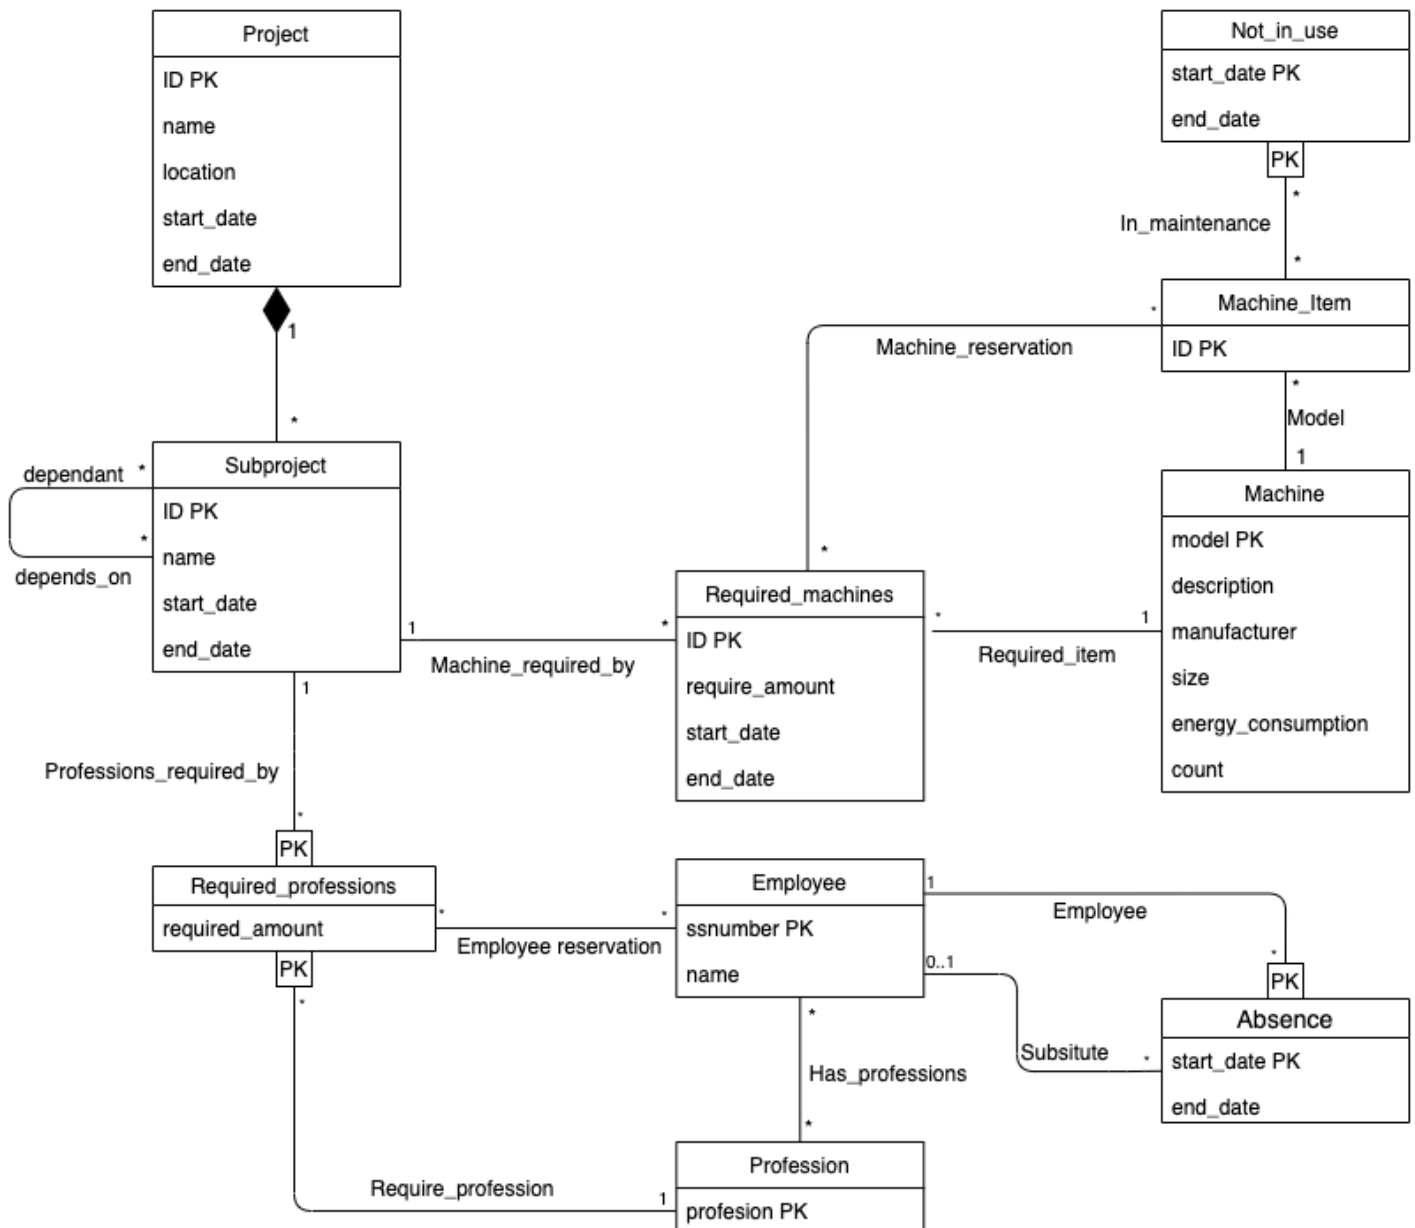 Project
ID PK
name
location
start_date
end_date
1
*
Not_in_use
start_date PK
end_date
PK
*
In_maintenance
*
Machine_Item
ID PK
*
Machine_reservation
*
*
Model
1
Machine
model PK
description
manufacturer
size
energy_consumption
count
dependant *
*
depends_on
Subproject
ID PK
name
start_date
end_date
1
*
Machine_required_by
Required_machines
ID PK
require_amount
start_date
end_date
*
1
Required_item
1
Professions_required_by
*
PK
Required_professions
required_amount
PK
*
*
*
Employee reservation
Employee
ssnumber PK
name
1
Employee
*
PK
0..1
Subsitute
*
Absence
start_date PK
end_date
*
Has_professions
*
Require_profession
1
Profession
profesion PK